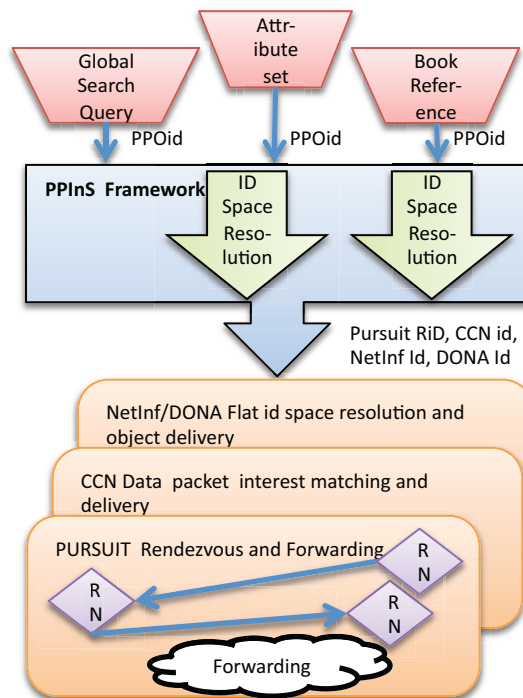 Global
Search
Query
Att-
ribute
set
Book
Refer-
ence
PPOid
PPOid
PPOid
PPInS Framework
ID
Space
Reso-
lution
ID
Space
Reso-
lution
Pursuit RiD, CCN id,
NetInf Id, DONA Id
NetInf/DONA Flat id space resolution and
object delivery
CCN Data packet interest matching and
delivery
PURSUIT Rendezvous and Forwarding
R
N
R
N
R
N
Forwarding